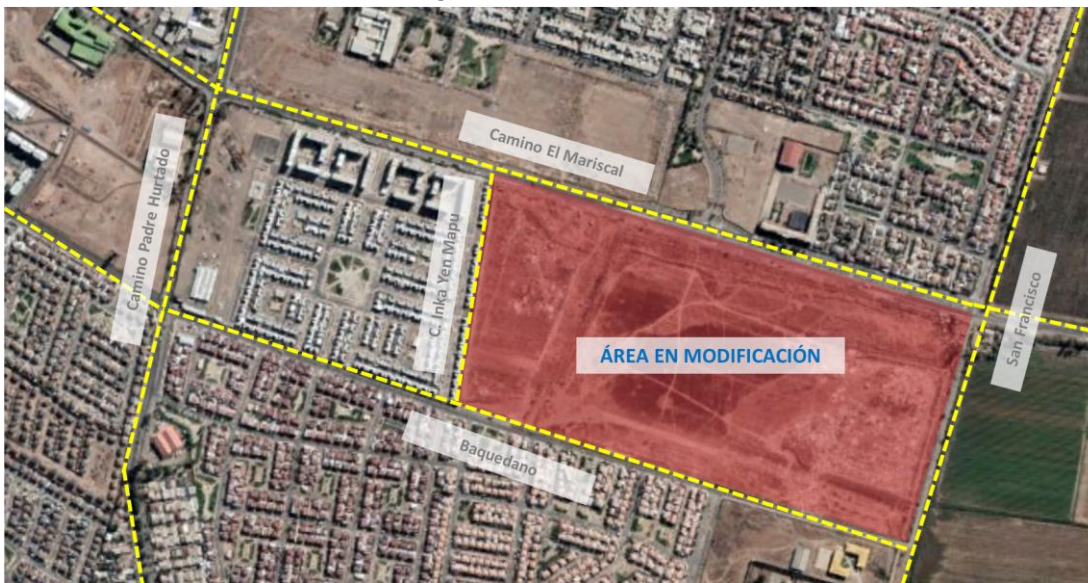 Camino El Mariscal
Camino Padre Hurtado
C. Inka Yen Mapu
San Francisco
ÁREA EN MODIFICACIÓN
Baquedano